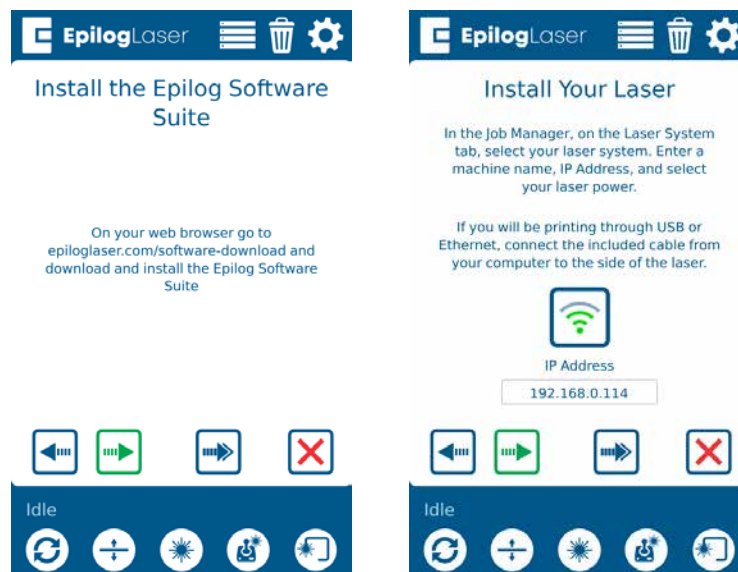 EpilogLaser
Install the Epilog Software
Suite
On your web browser go to
epiloglaser.com/software-download and
download and install the Epilog Software
Suite
Idle
EpilogLaser
Install Your Laser
In the Job Manager, on the Laser System
tab, select your laser system. Enter a
machine name, IP Address, and select
your laser power.
If you will be printing through USB or
Ethernet, connect the included cable from
your computer to the side of the laser.
IP Address
192.168.0.114
Idle